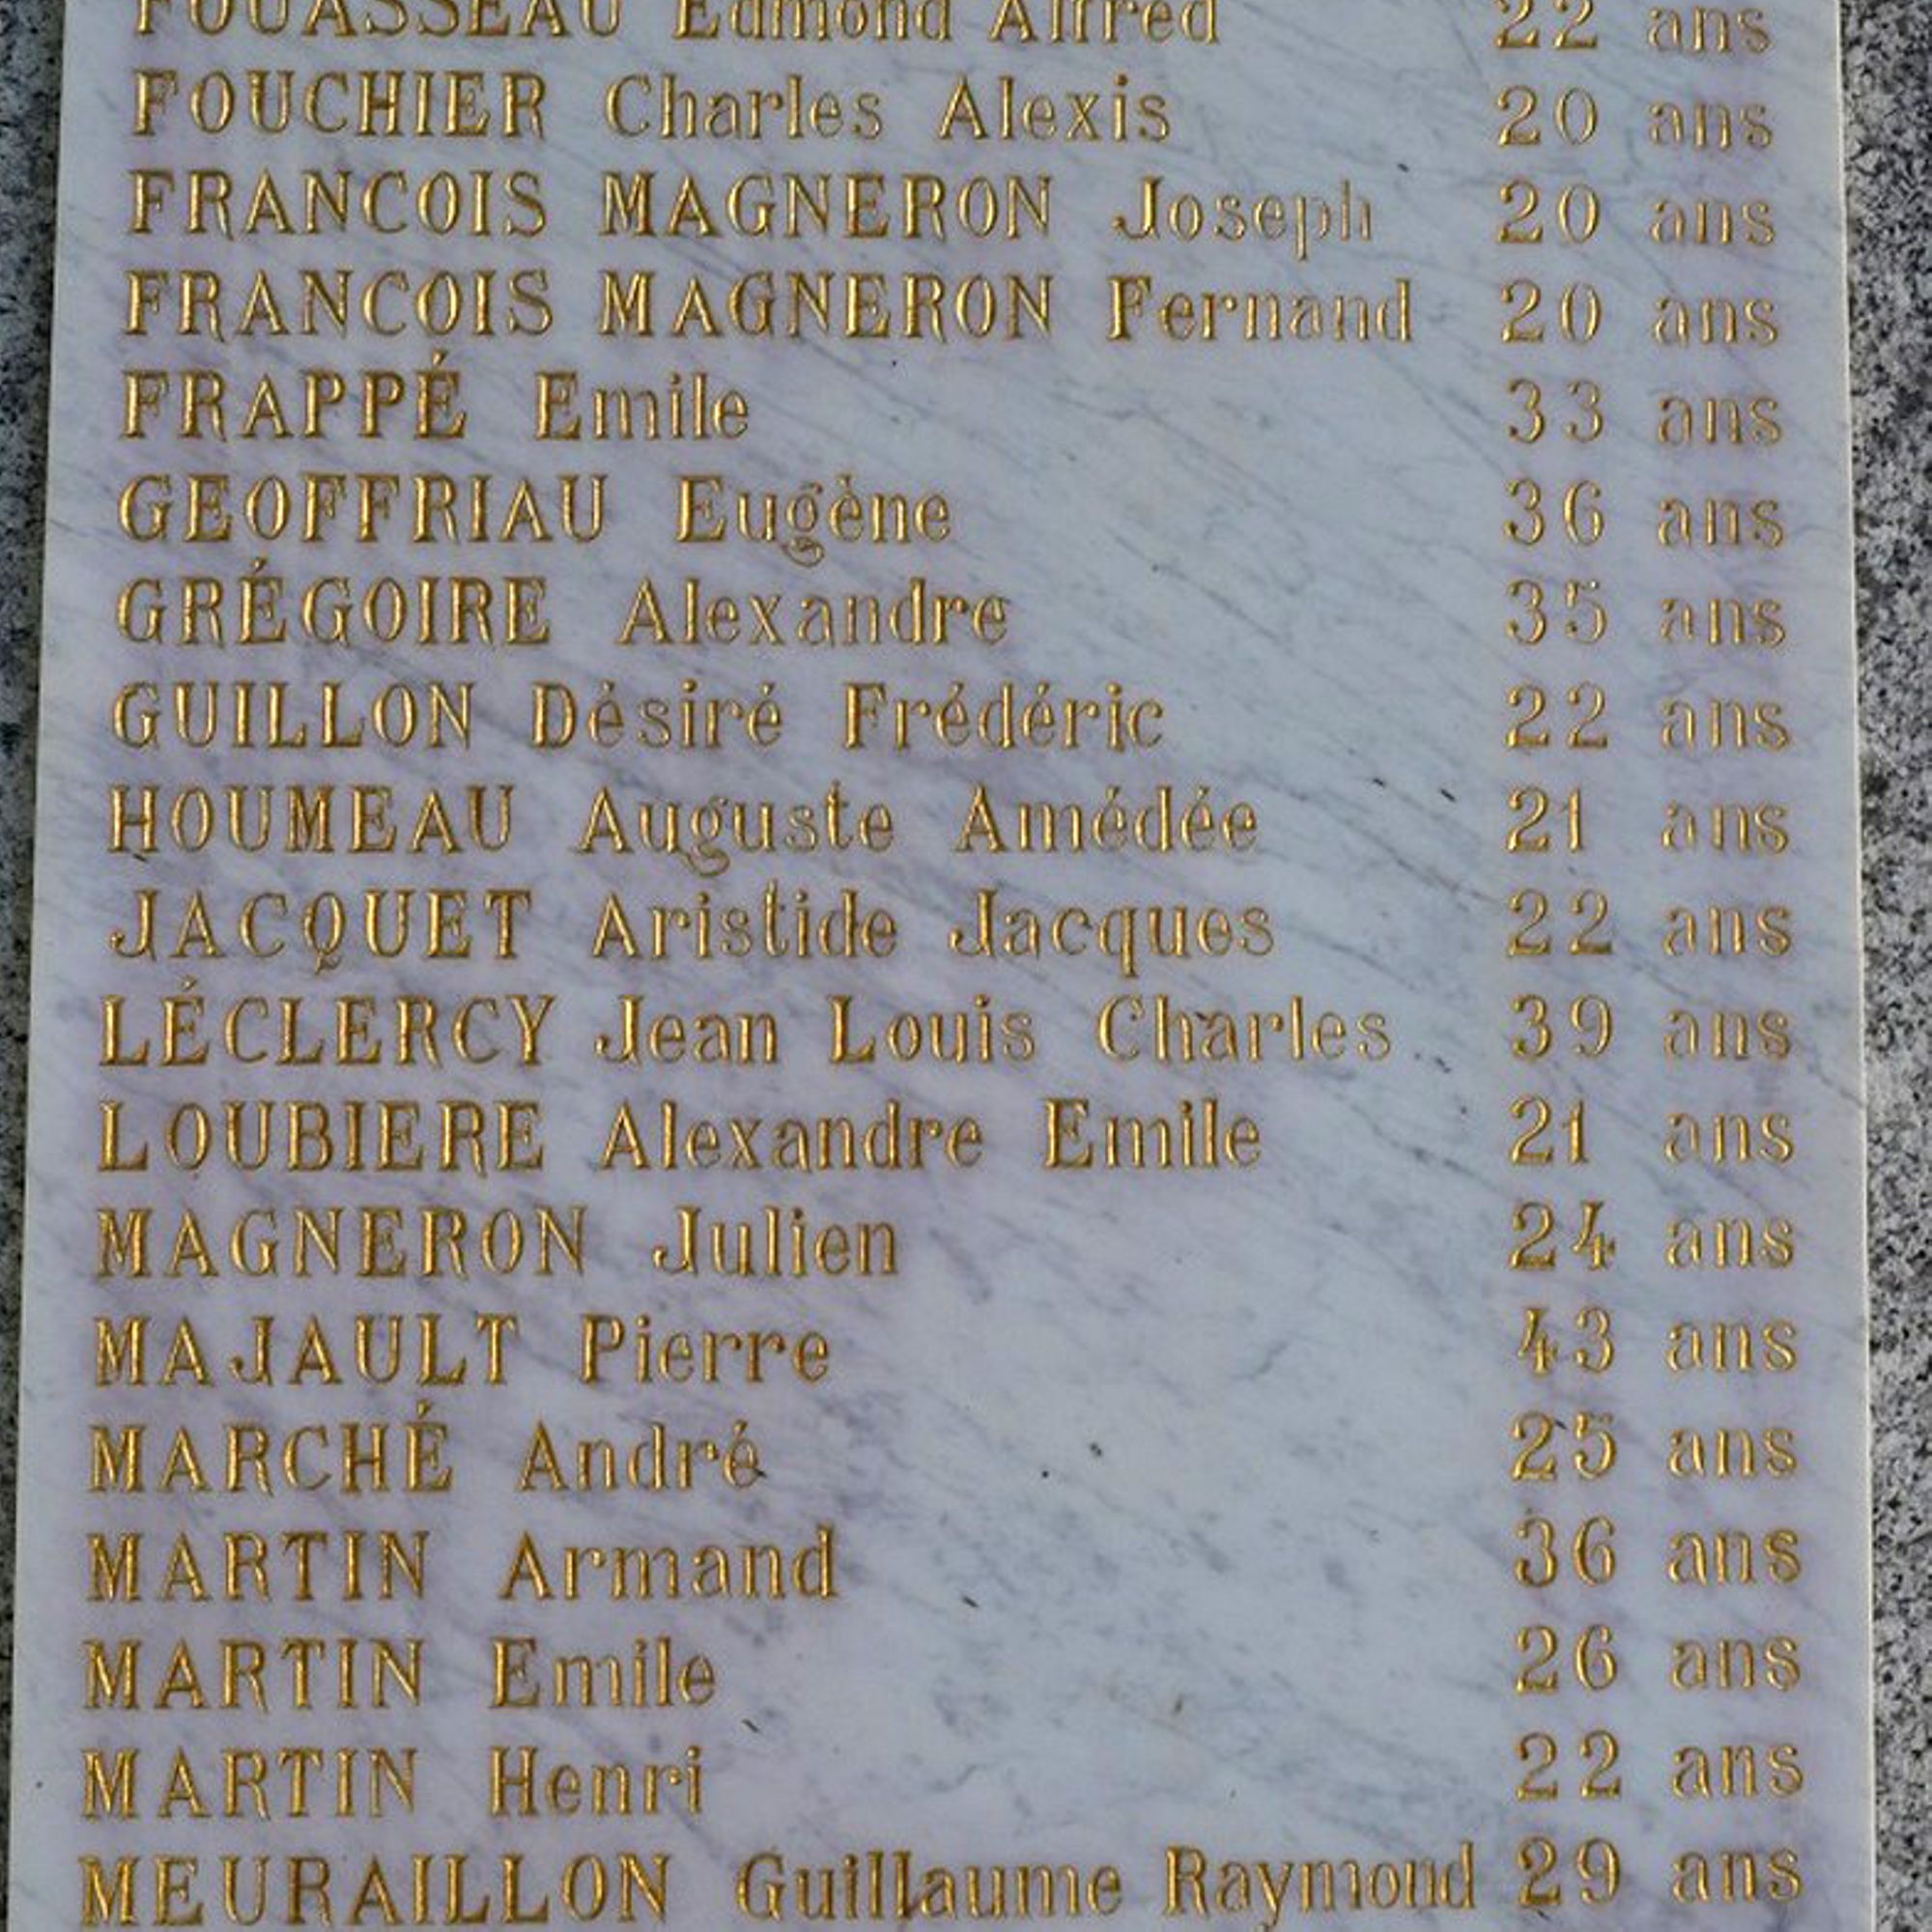 FOUASSEAU Edmond Alfred 22 ans
FOUCHIER Charles Alexis 20 ans
FRANCOIS MAGNERON Joseph 20 ans
FRANCOIS MAGNERON Fernand 20 ans
FRAPPÉ Emile 33 ans
GEOFFRIAU Eugène 36 ans
GRÉGOIRE Alexandre 35 ans
GUILLON Désiré Frédéric 22 ans
HOUMEAU Auguste Amédée 21 ans
JACQUET Aristide Jacques 22 ans
LÉCLERCY Jean Louis Charles 39 ans
LOUBIERE Alexandre Emile 21 ans
MAGNERON Julien 24 ans
MAJAULT Pierre 43 ans
MARCHÉ André 25 ans
MARTIN Armand 36 ans
MARTIN Emile 26 ans
MARTIN Henri 22 ans
MEURAILLON Guillaume Raymond 29 ans